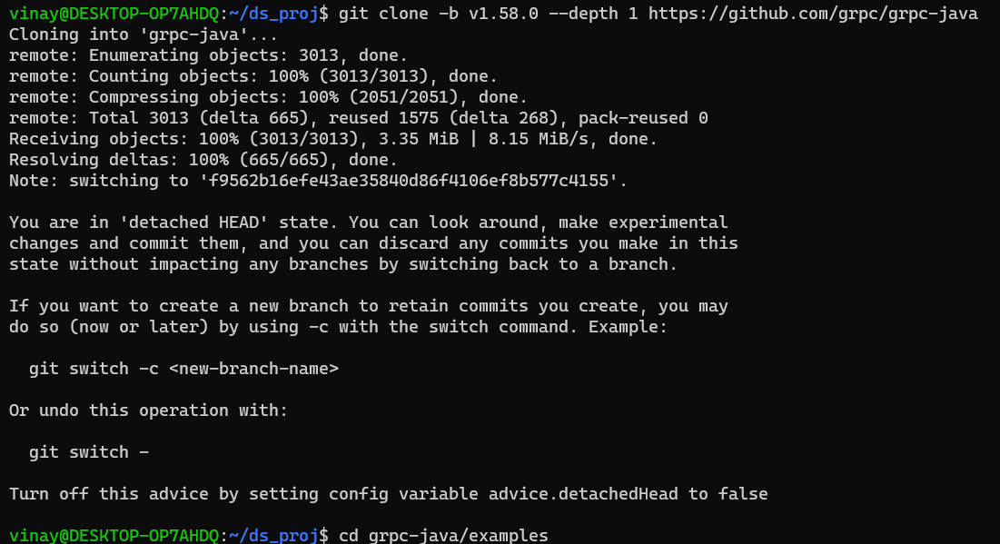 vinay@DESKTOP-OP7AHDQ:~/ds_proj$ git clone -b v1.58.0 --depth 1 https://github.com/grpc/grpc-java
Cloning into 'grpc-java'...
remote: Enumerating objects: 3013, done.
remote: Counting objects: 100% (3013/3013), done.
remote: Compressing objects: 100% (2051/2051), done.
remote: Total 3013 (delta 665), reused 1575 (delta 268), pack-reused 0
Receiving objects: 100% (3013/3013), 3.35 MiB | 8.15 MiB/s, done.
Resolving deltas: 100% (665/665), done.
Note: switching to 'f9562b16efe43ae35840d86f4106ef8b577c4155'.

You are in 'detached HEAD' state. You can look around, make experimental
changes and commit them, and you can discard any commits you make in this
state without impacting any branches by switching back to a branch.

If you want to create a new branch to retain commits you create, you may
do so (now or later) by using -c with the switch command. Example:

  git switch -c <new-branch-name>

Or undo this operation with:

  git switch -

Turn off this advice by setting config variable advice.detachedHead to false

vinay@DESKTOP-OP7AHDQ:~/ds_proj$ cd grpc-java/examples